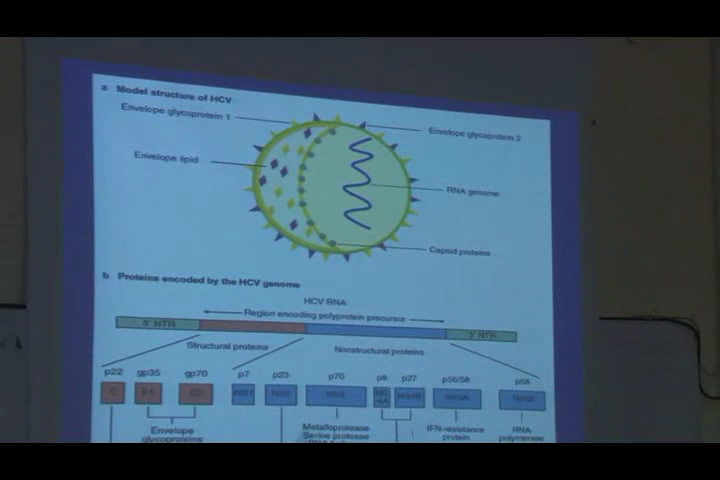 a Model structure of HCV
Envelope glycoprotein 1
Envelope glycoprotein 2
Envelope lipid
RNA genome
Capsid proteins
b Proteins encoded by the HCV genome
HCV RNA
Region encoding polyprotein precursor
5' NTR
5' NTR
Structural proteins
Nonstructural proteins
p22 gp35 gp70 p7 p23 p70 p8 p27 p56/58 p68
C E1 E2 NS1 NS2 NS3 NS4B NS5A
Envelope
glycoproteins
Metalloprotease
Serine protease
IFN-resistance
protein
RNA
polymerase